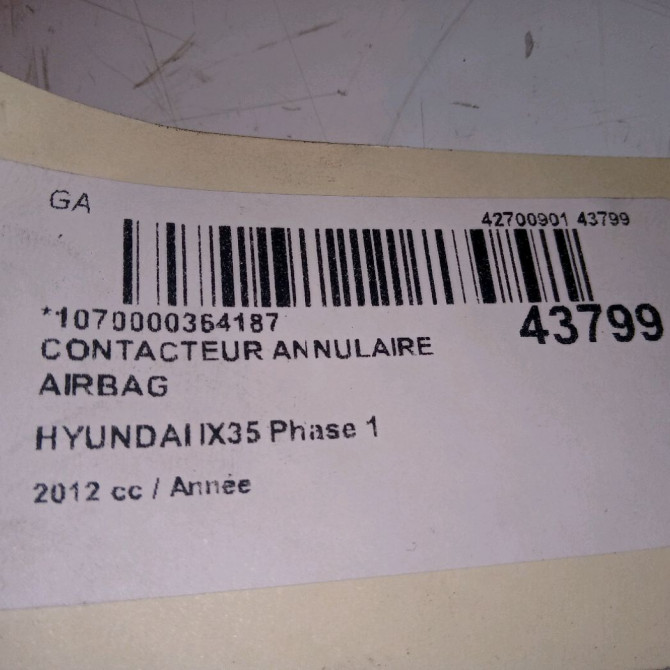 GA
42700901 43799
*1070000364187
43799
CONTACTEUR ANNULAIRE
AIRBAG
HYUNDAI IX35 Phase 1
2012 cc / Année